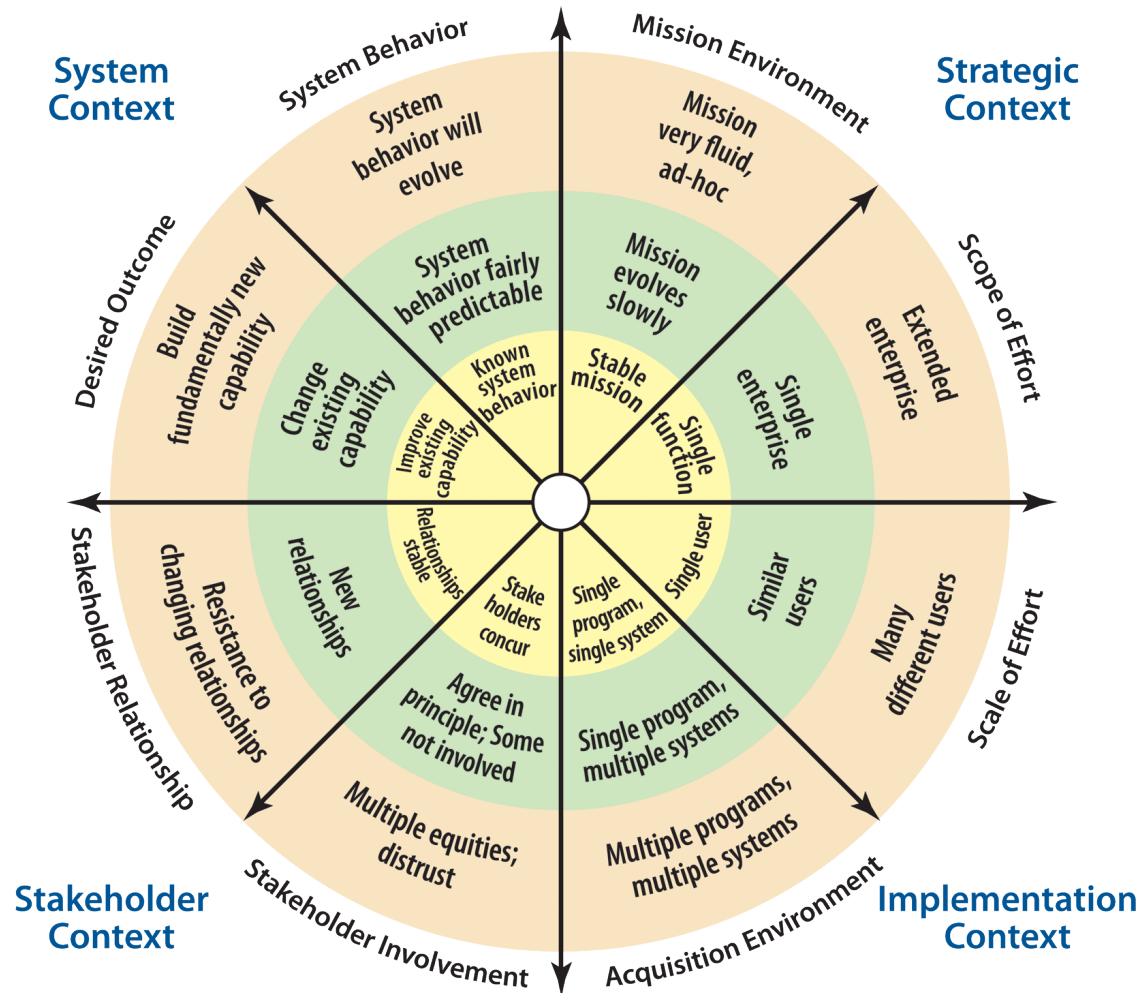 System
Context
System Behavior
Mission Environment
Strategic
Context
System
behavior will
evolve
Mission
very fluid,
ad-hoc
Desired Outcome
Build
fundamentally new
capability
System
behavior fairly
predictable
Mission
evolves
slowly
Scope of Effort
Extended
enterprise
Change
existing
capability
Known
system
behavior
Stable
mission
Single
enterprise
Improve
existing
capability
Single
function
Stakeholder Relationship
Resistance to
changing relationships
New
relationships
Relationships
stable
Stake
holders
concur
Single
program,
single system
Single user
Similar
users
Many
different users
Scale of Effort
Agree in
principle; Some
not involved
Single program,
multiple systems
Multiple equities;
distrust
Multiple programs,
multiple systems
Stakeholder
Context
Stakeholder Involvement
Acquisition Environment
Implementation
Context